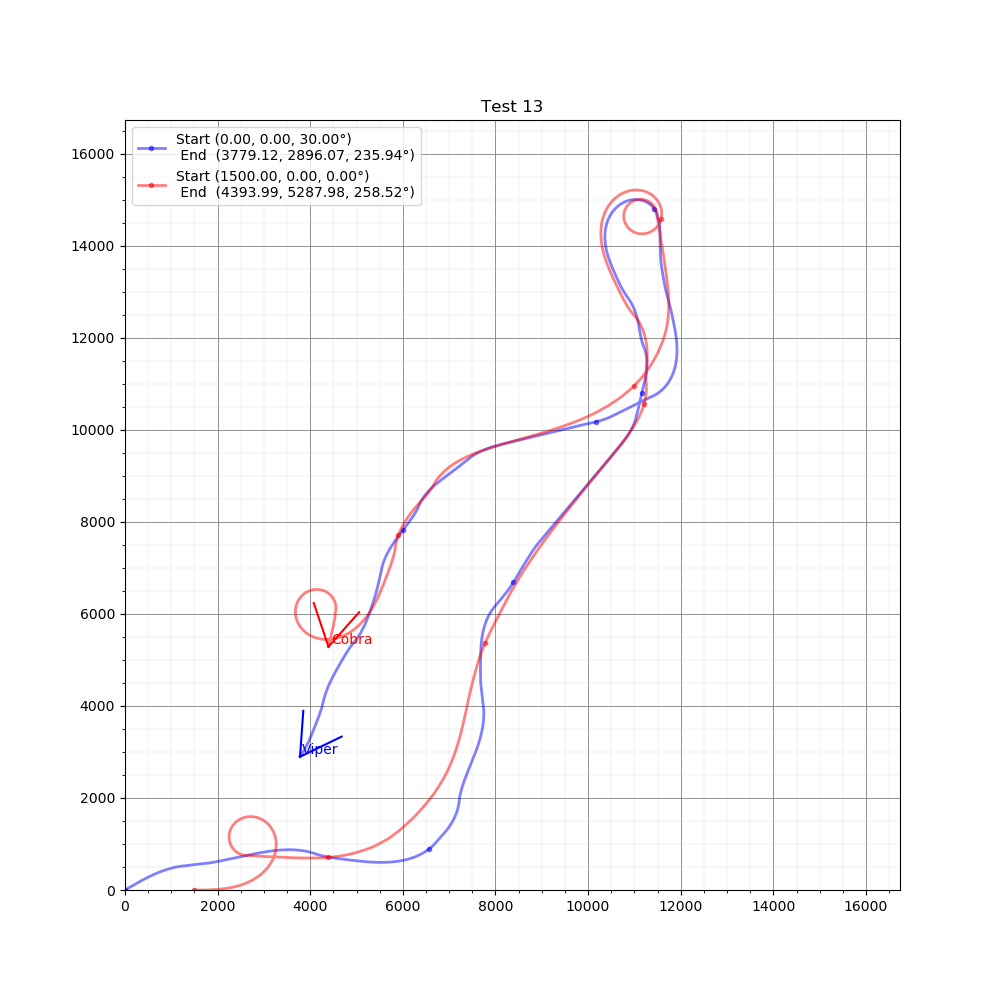 Test 13
Start (0.00, 0.00, 30.00°)
End (3779.12, 2896.07, 235.94°)
Start (1500.00, 0.00, 0.00°)
End (4393.99, 5287.98, 258.52°)
16000
14000
12000
10000
8000
6000
4000
2000
0
Cobra
Viper
0 2000 4000 6000 8000 10000 12000 14000 16000